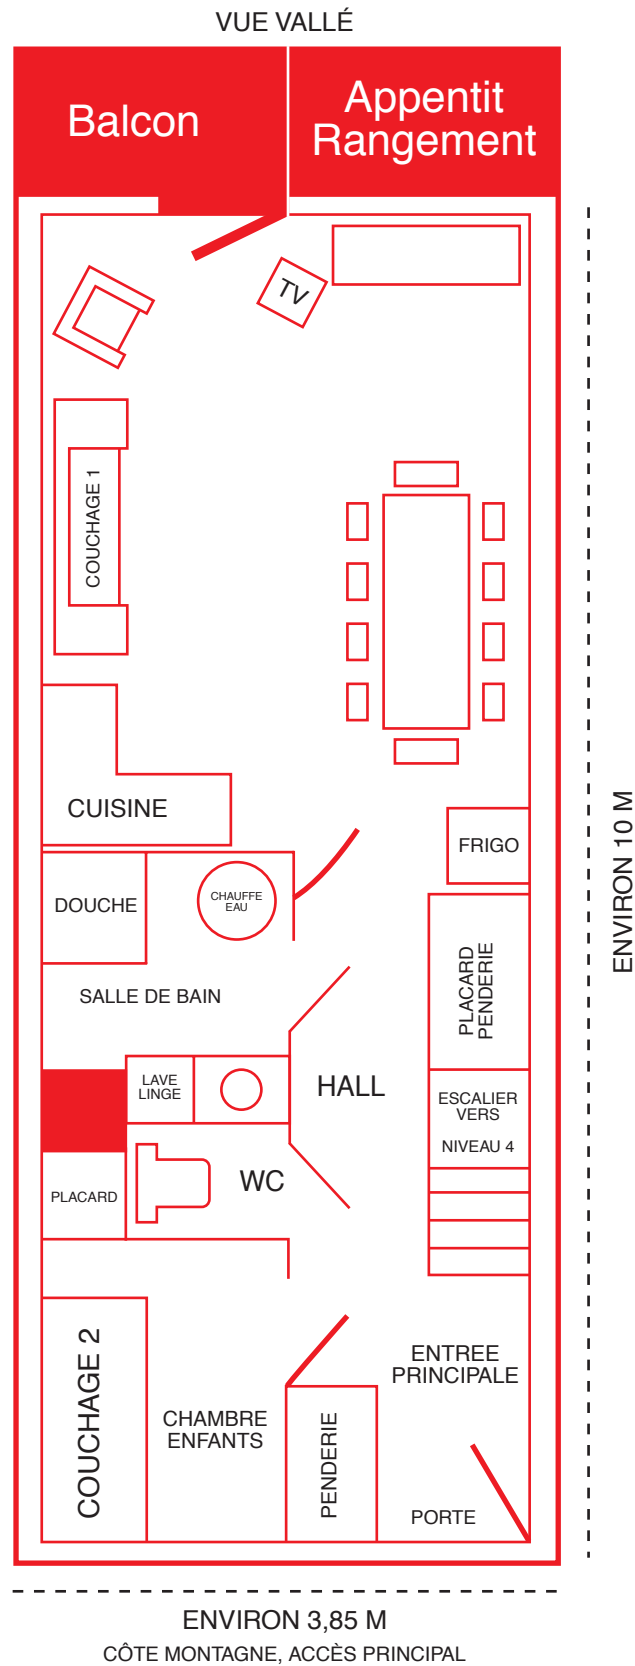 VUE VALLÉ
Balcon
Appentit
Rangement
TV
COUCHAGE 1
CUISINE
FRIGO
DOUCHE
CHAUFFE
EAU
PLACARD
PENDERIE
SALLE DE BAIN
LAVE
LINGE
HALL
ESCALIER
VERS
NIVEAU 4
WC
PLACARD
ENVIRON 10 M
COUCHAGE 2
CHAMBRE
ENFANTS
PENDERIE
ENTREE
PRINCIPALE
PORTE
ENVIRON 3,85 M
CÔTE MONTAGNE, ACCÈS PRINCIPAL